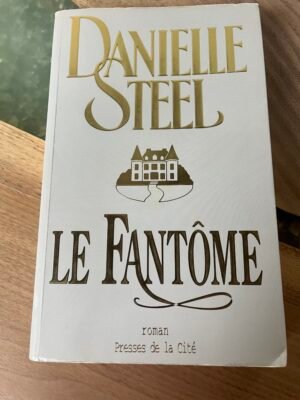 DANIELLE
STEEL
LE FANTÔME
roman
Presses de la Cité